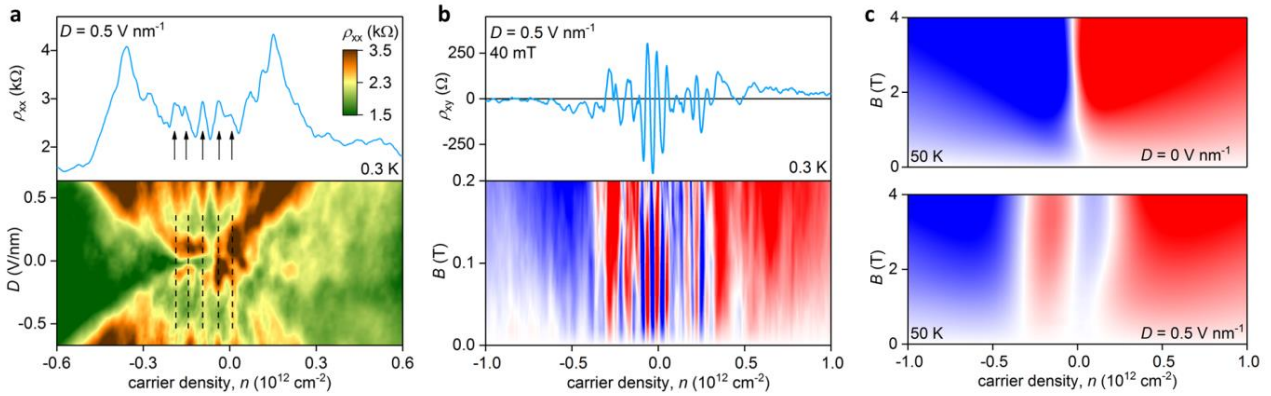 a
D = 0.5 V nm⁻¹
ρxx (kΩ)
3.5
2.3
1.5
4
3
2
ρxx (kΩ)
0.3 K
0.5
0.0
-0.5
D (V/nm)
-0.6 -0.3 0.0 0.3 0.6
carrier density, n (10¹² cm⁻²)
b
D = 0.5 V nm⁻¹
40 mT
250
0
-250
ρxy (Ω)
0.3 K
0.2
0.1
0.0
B (T)
-1.0 -0.5 0.0 0.5 1.0
carrier density, n (10¹² cm⁻²)
c
4
2
0
B (T)
50 K
D = 0 V nm⁻¹
4
2
0
B (T)
50 K
D = 0.5 V nm⁻¹
-1.0 -0.5 0.0 0.5 1.0
carrier density, n (10¹² cm⁻²)